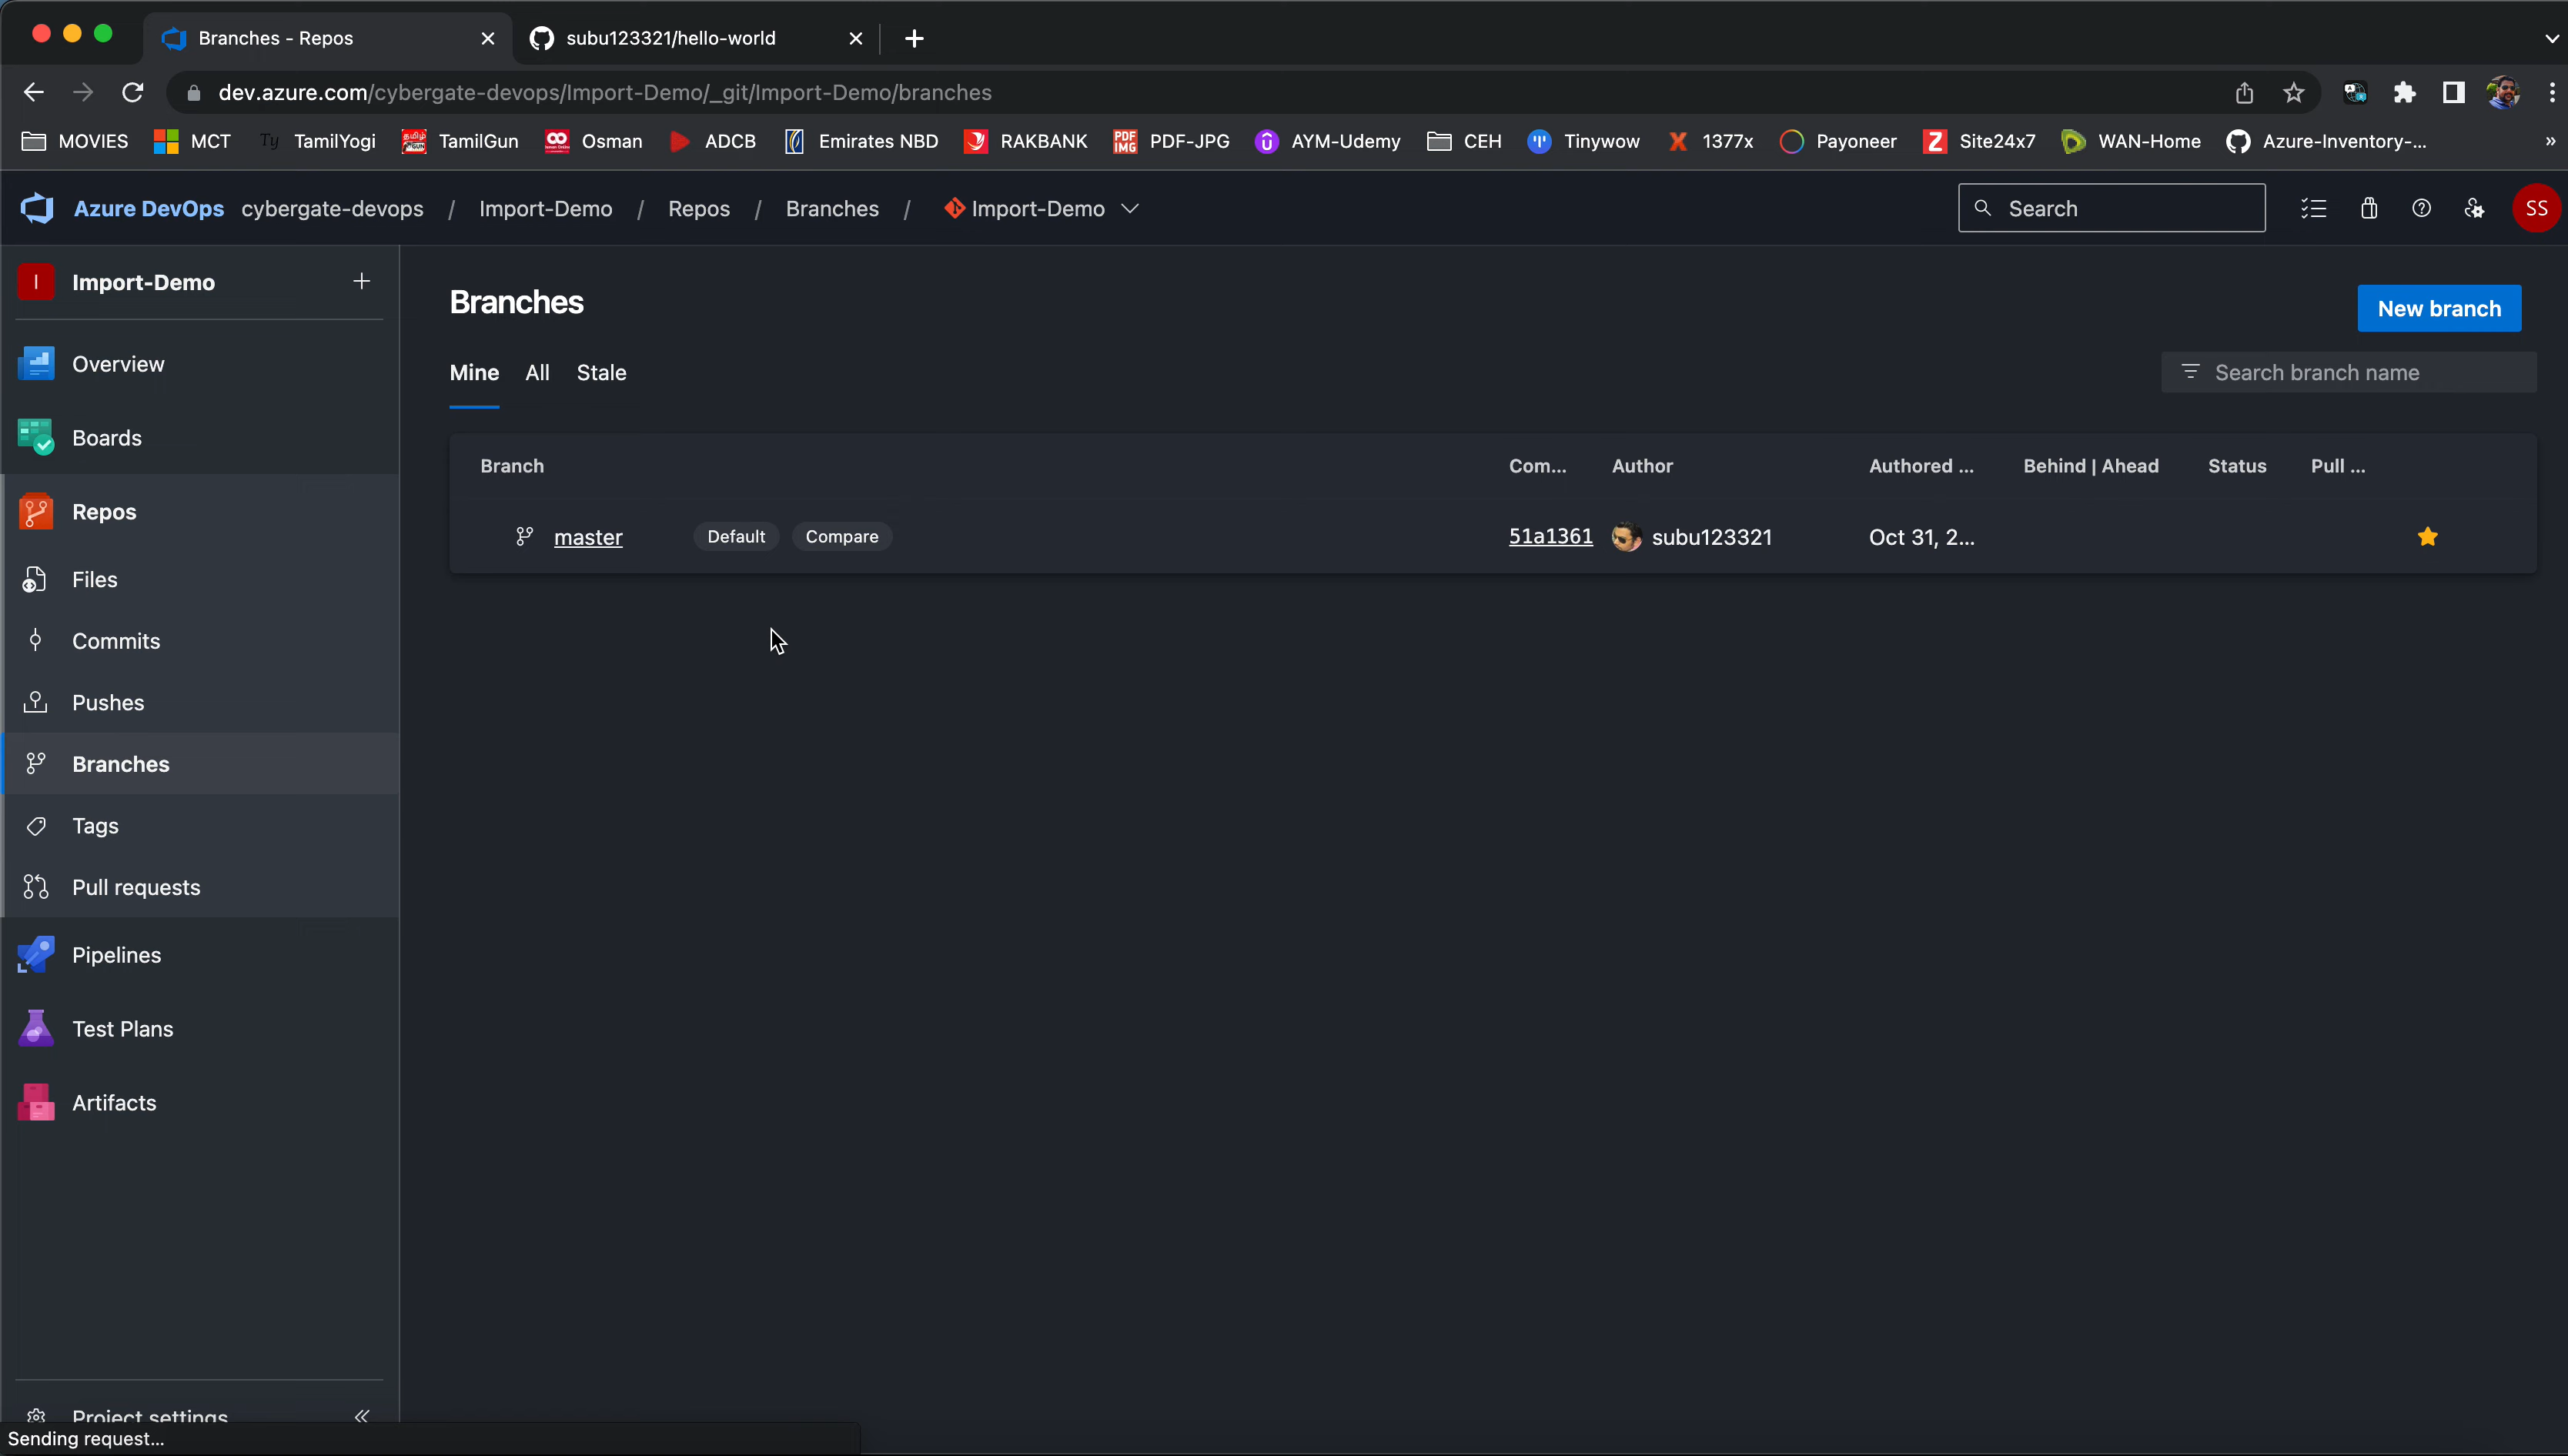 Branches - Repos
subu123321/hello-world
dev.azure.com/cybergate-devops/Import-Demo/_git/Import-Demo/branches
MOVIES MCT Ty TamilYogi TamilGun Osman ADCB Emirates NBD RAKBANK PDF IMG PDF-JPG AYM-Udemy CEH Tinywow 1377x Payoneer Site24x7 WAN-Home Azure-Inventory-... »
Azure DevOps cybergate-devops / Import-Demo / Repos / Branches / Import-Demo Search SS
I Import-Demo
Overview
Boards
Repos
Files
Commits
Pushes
Branches
Tags
Pull requests
Pipelines
Test Plans
Artifacts
Project settings
Sending request...
Branches
New branch
Mine All Stale
Search branch name
Branch Com... Author Authored ... Behind | Ahead Status Pull ...
master Default Compare 51a1361 subu123321 Oct 31, 2...